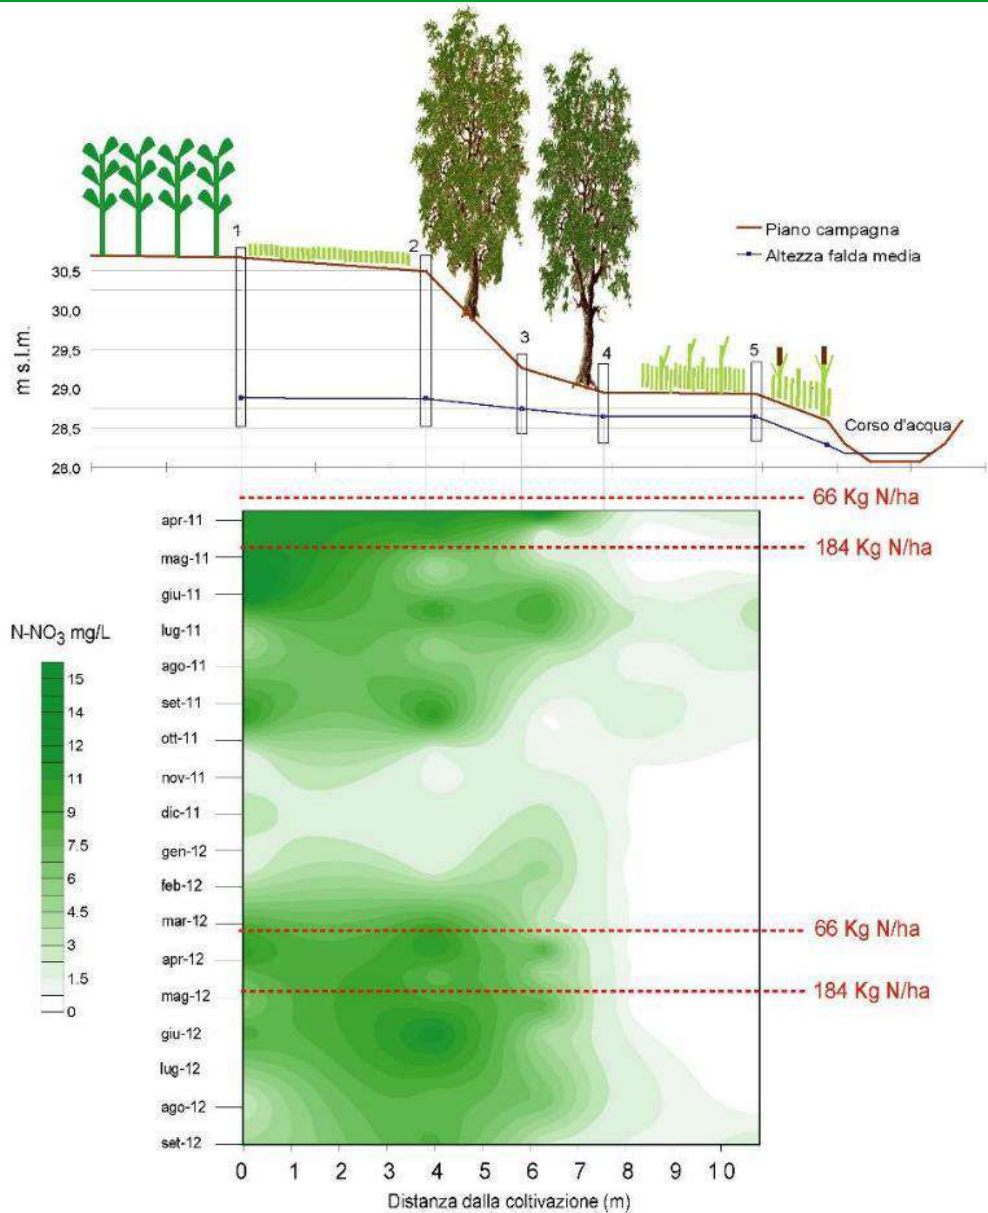 1
2
3
4
5
Piano campagna
Altezza falda media
m s.l.m.
30,5
30,0
29,5
29,0
28,5
28,0
Corso d'acqua
66 Kg N/ha
184 Kg N/ha
66 Kg N/ha
184 Kg N/ha
N-NO3 mg/L
15
14
12
11
9
7.5
6
4.5
3
1.5
0
apr-11
mag-11
giu-11
lug-11
ago-11
set-11
ott-11
nov-11
dic-11
gen-12
feb-12
mar-12
apr-12
mag-12
giu-12
lug-12
ago-12
set-12
0 1 2 3 4 5 6 7 8 9 10
Distanza dalla coltivazione (m)